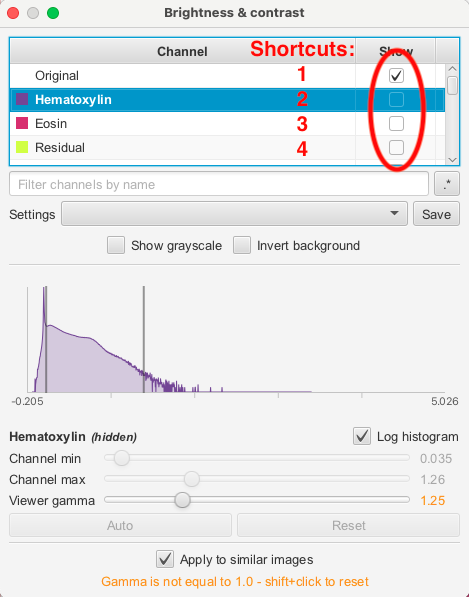 Brightness & contrast
Channel Shortcuts: Show
Original 1
Hematoxylin 2
Eosin 3
Residual 4
Filter channels by name .*
Settings Save
Show grayscale Invert background
-0.205 5.026
Hematoxylin (hidden) Log histogram
Channel min 0.035
Channel max 1.26
Viewer gamma 1.25
Auto Reset
Apply to similar images
Gamma is not equal to 1.0 - shift+click to reset